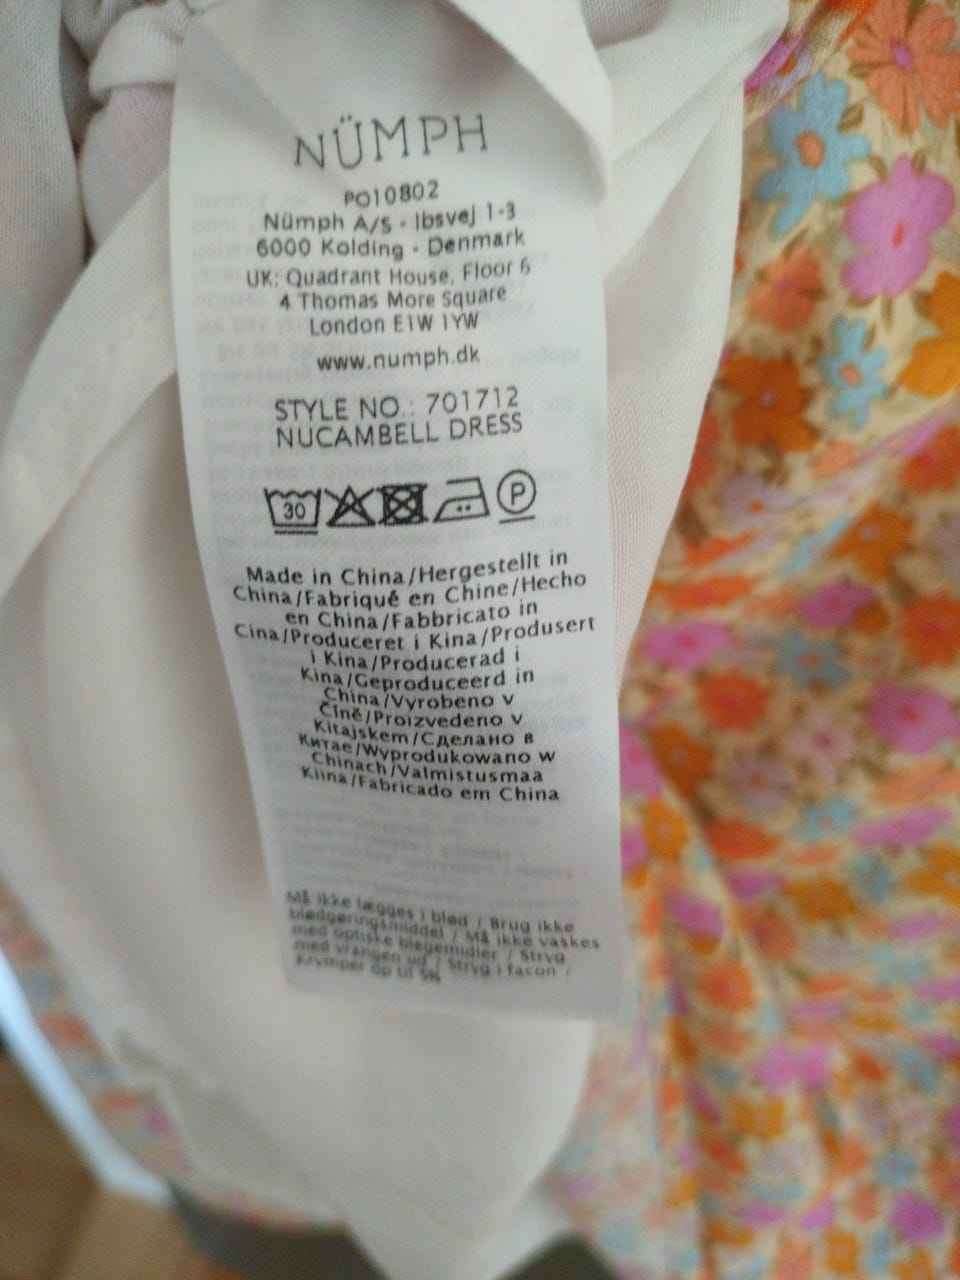 NÜMPH
PO10802
Nümph A/S - Ibsvej 1-3
6000 Kolding - Denmark
UK: Quadrant House, Floor 6
4 Thomas More Square
London E1W 1YW
www.numph.dk
STYLE NO.: 701712
NUCAMBELL DRESS
30 P
Made in China/Hergestellt in
China/Fabriqué en Chine/Hecho
en China/Fabbricato in
Cina/Produceret i Kina/Produsert
i Kina/Producerad i
Kina/Geproduceerd in
China/Vyrobeno v
Číně/Proizvedeno v
Kitajskem/Сделано в
Китае/Wyprodukowano w
Chinach/Valmistusmaa
Kiina/Fabricado em China
Må ikke lægges i blød / Brug ikke
blødgøringsmiddel / Må ikke vaskes
med optiske blegemidler / Stryg
med vrangen ud / Stryg i facon /
Krymper op til 5%